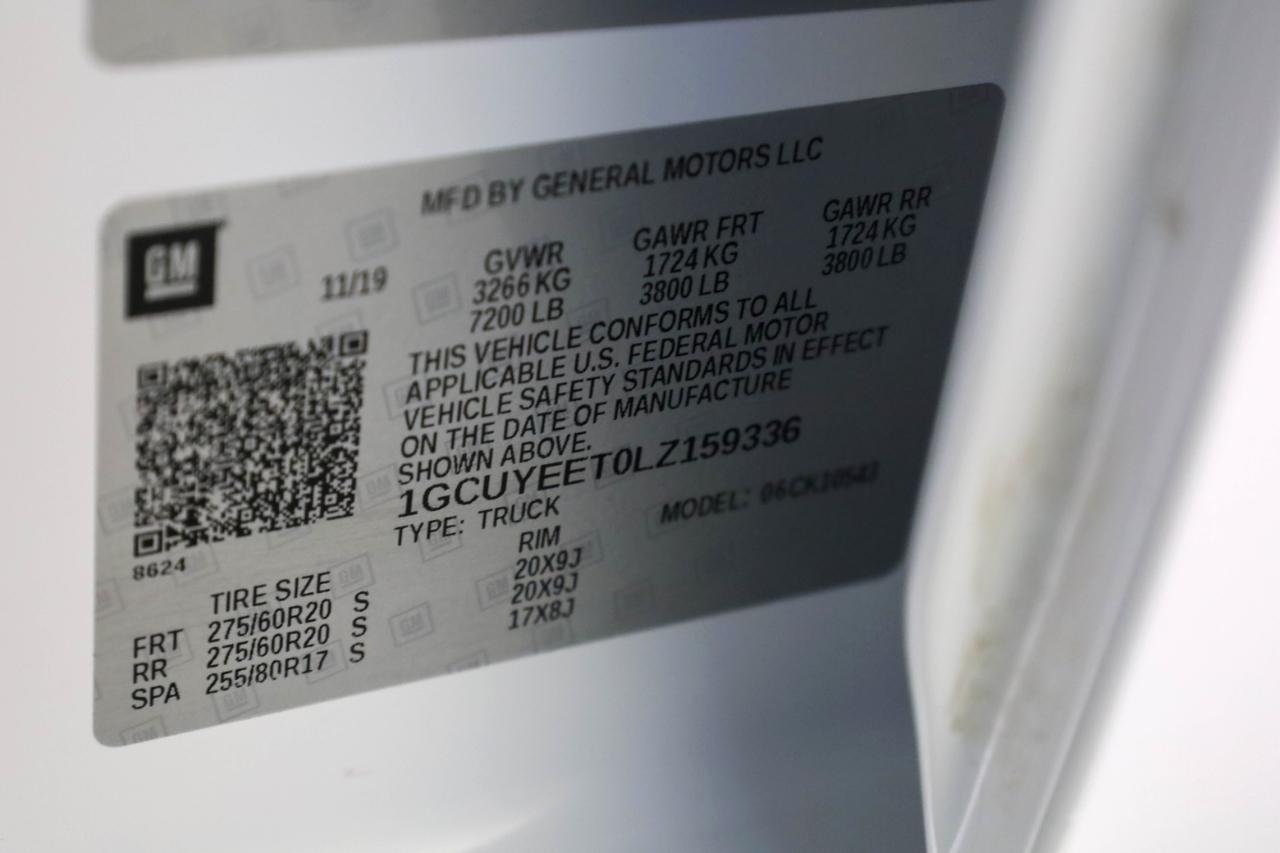 MFD BY GENERAL MOTORS LLC
GM
11/19
GVWR GAWR FRT GAWR RR
3266 KG 1724 KG 1724 KG
7200 LB 3800 LB 3800 LB
THIS VEHICLE CONFORMS TO ALL
APPLICABLE U.S. FEDERAL MOTOR
VEHICLE SAFETY STANDARDS IN EFFECT
ON THE DATE OF MANUFACTURE
SHOWN ABOVE.
1GCUYEET0LZ159336
TYPE: TRUCK MODEL: 06CK10543
8624
TIRE SIZE RIM
FRT 275/60R20 S 20X9J
RR 275/60R20 S 20X9J
SPA 255/80R17 S 17X8J